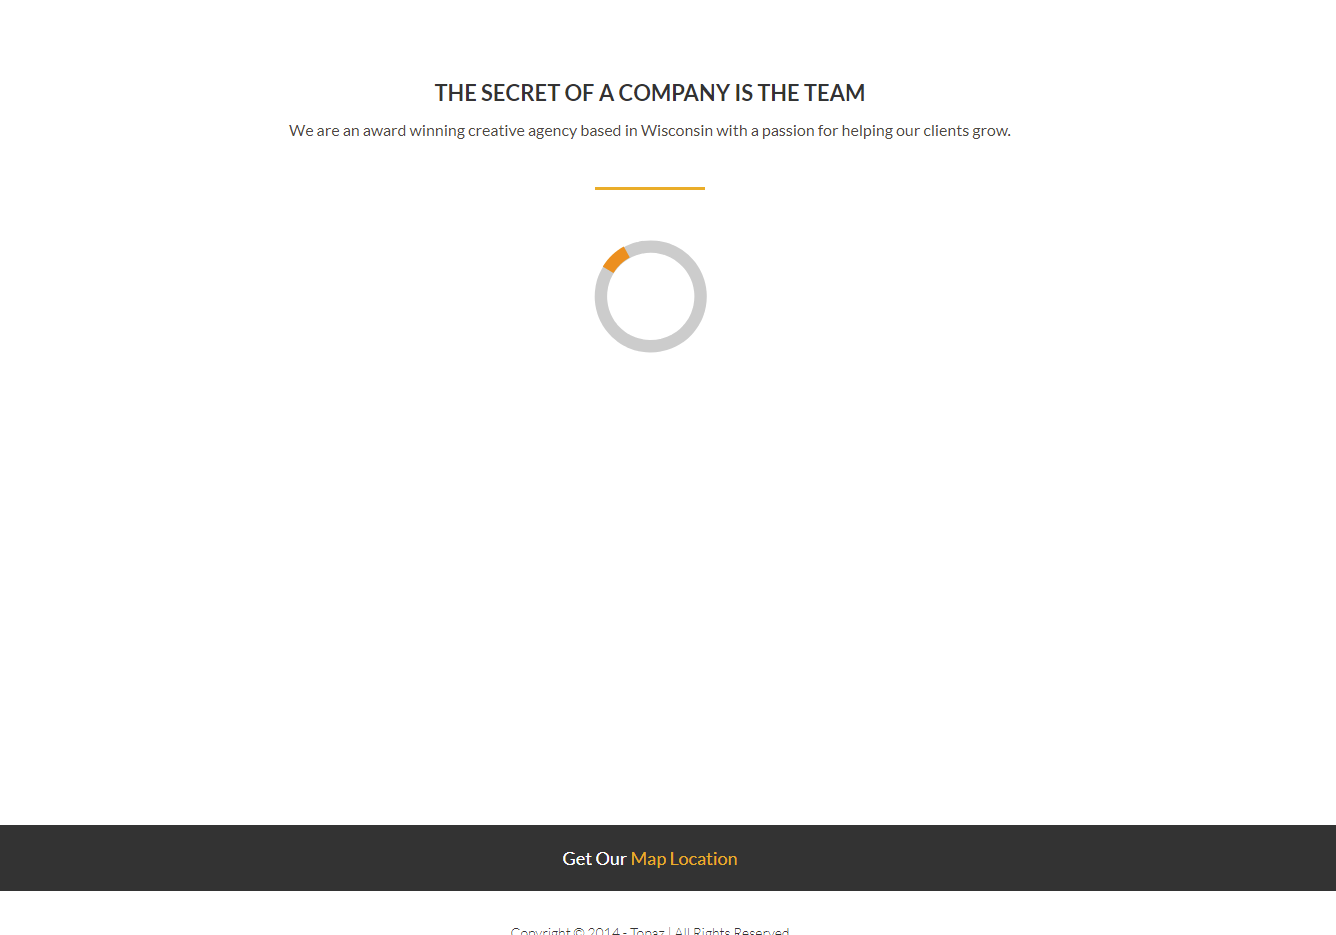 THE SECRET OF A COMPANY IS THE TEAM
We are an award winning creative agency based in Wisconsin with a passion for helping our clients grow.
Get Our Map Location
Copyright © 2014 - Topaz | All Rights Reserved